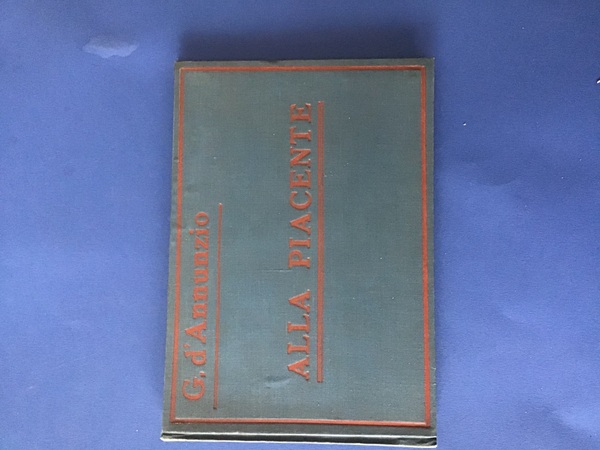 G. d'Annunzio
ALLA PIACENTE